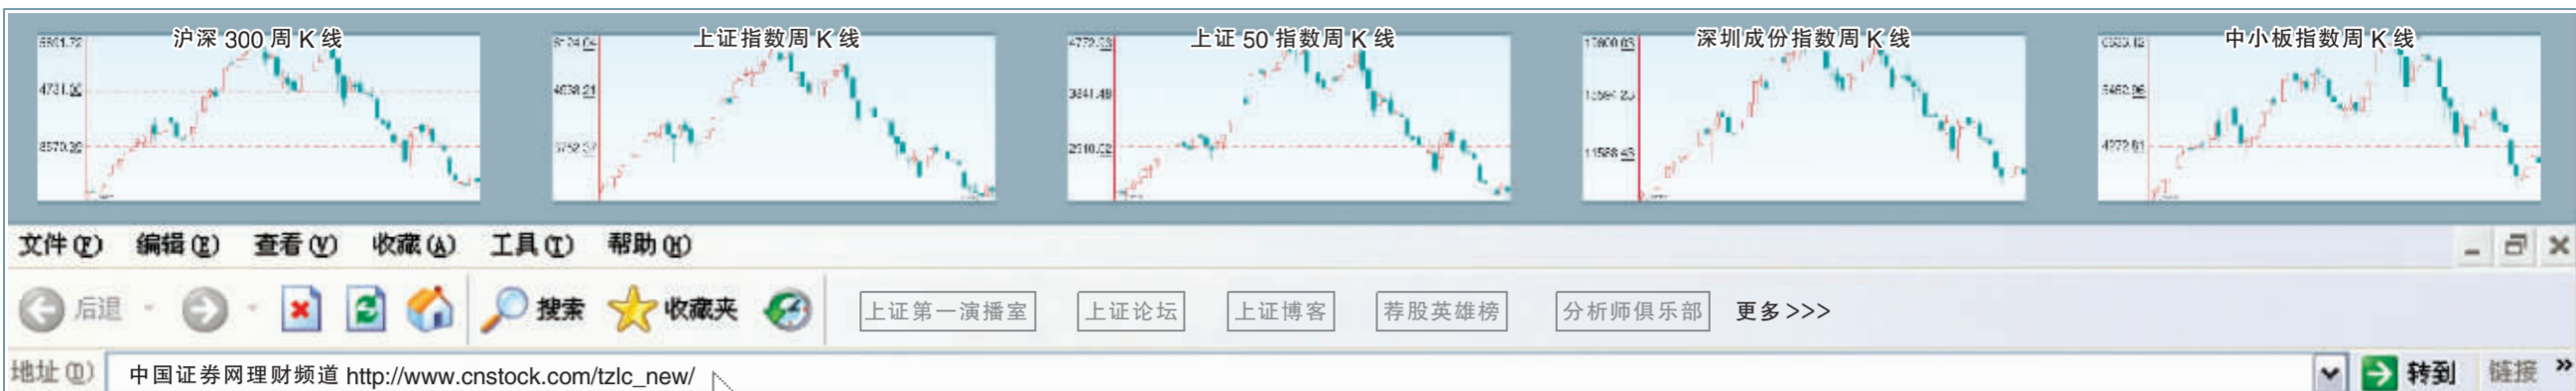 沪深 300 周 K 线
上证指数周 K 线
上证 50 指数周 K 线
深圳成份指数周 K 线
中小板指数周 K 线
4938.21
3841.48
文件(F) 编辑(E) 查看(V) 收藏(A) 工具(T) 帮助(H)
后退 搜索 收藏夹 上证第一演播室 上证论坛 上证博客 荐股英雄榜 分析师俱乐部 更多>>>
地址(D) 中国证券网理财频道 http://www.cnstock.com/tzlc_new/ 转到 链接 »